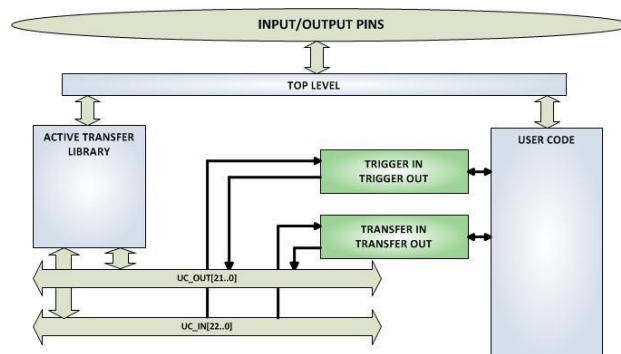 INPUT/OUTPUT PINS
TOP LEVEL
ACTIVE TRANSFER
LIBRARY
USER CODE
TRIGGER IN
TRIGGER OUT
TRANSFER IN
TRANSFER OUT
UC_OUT[21..0]
UC_IN[22..0]